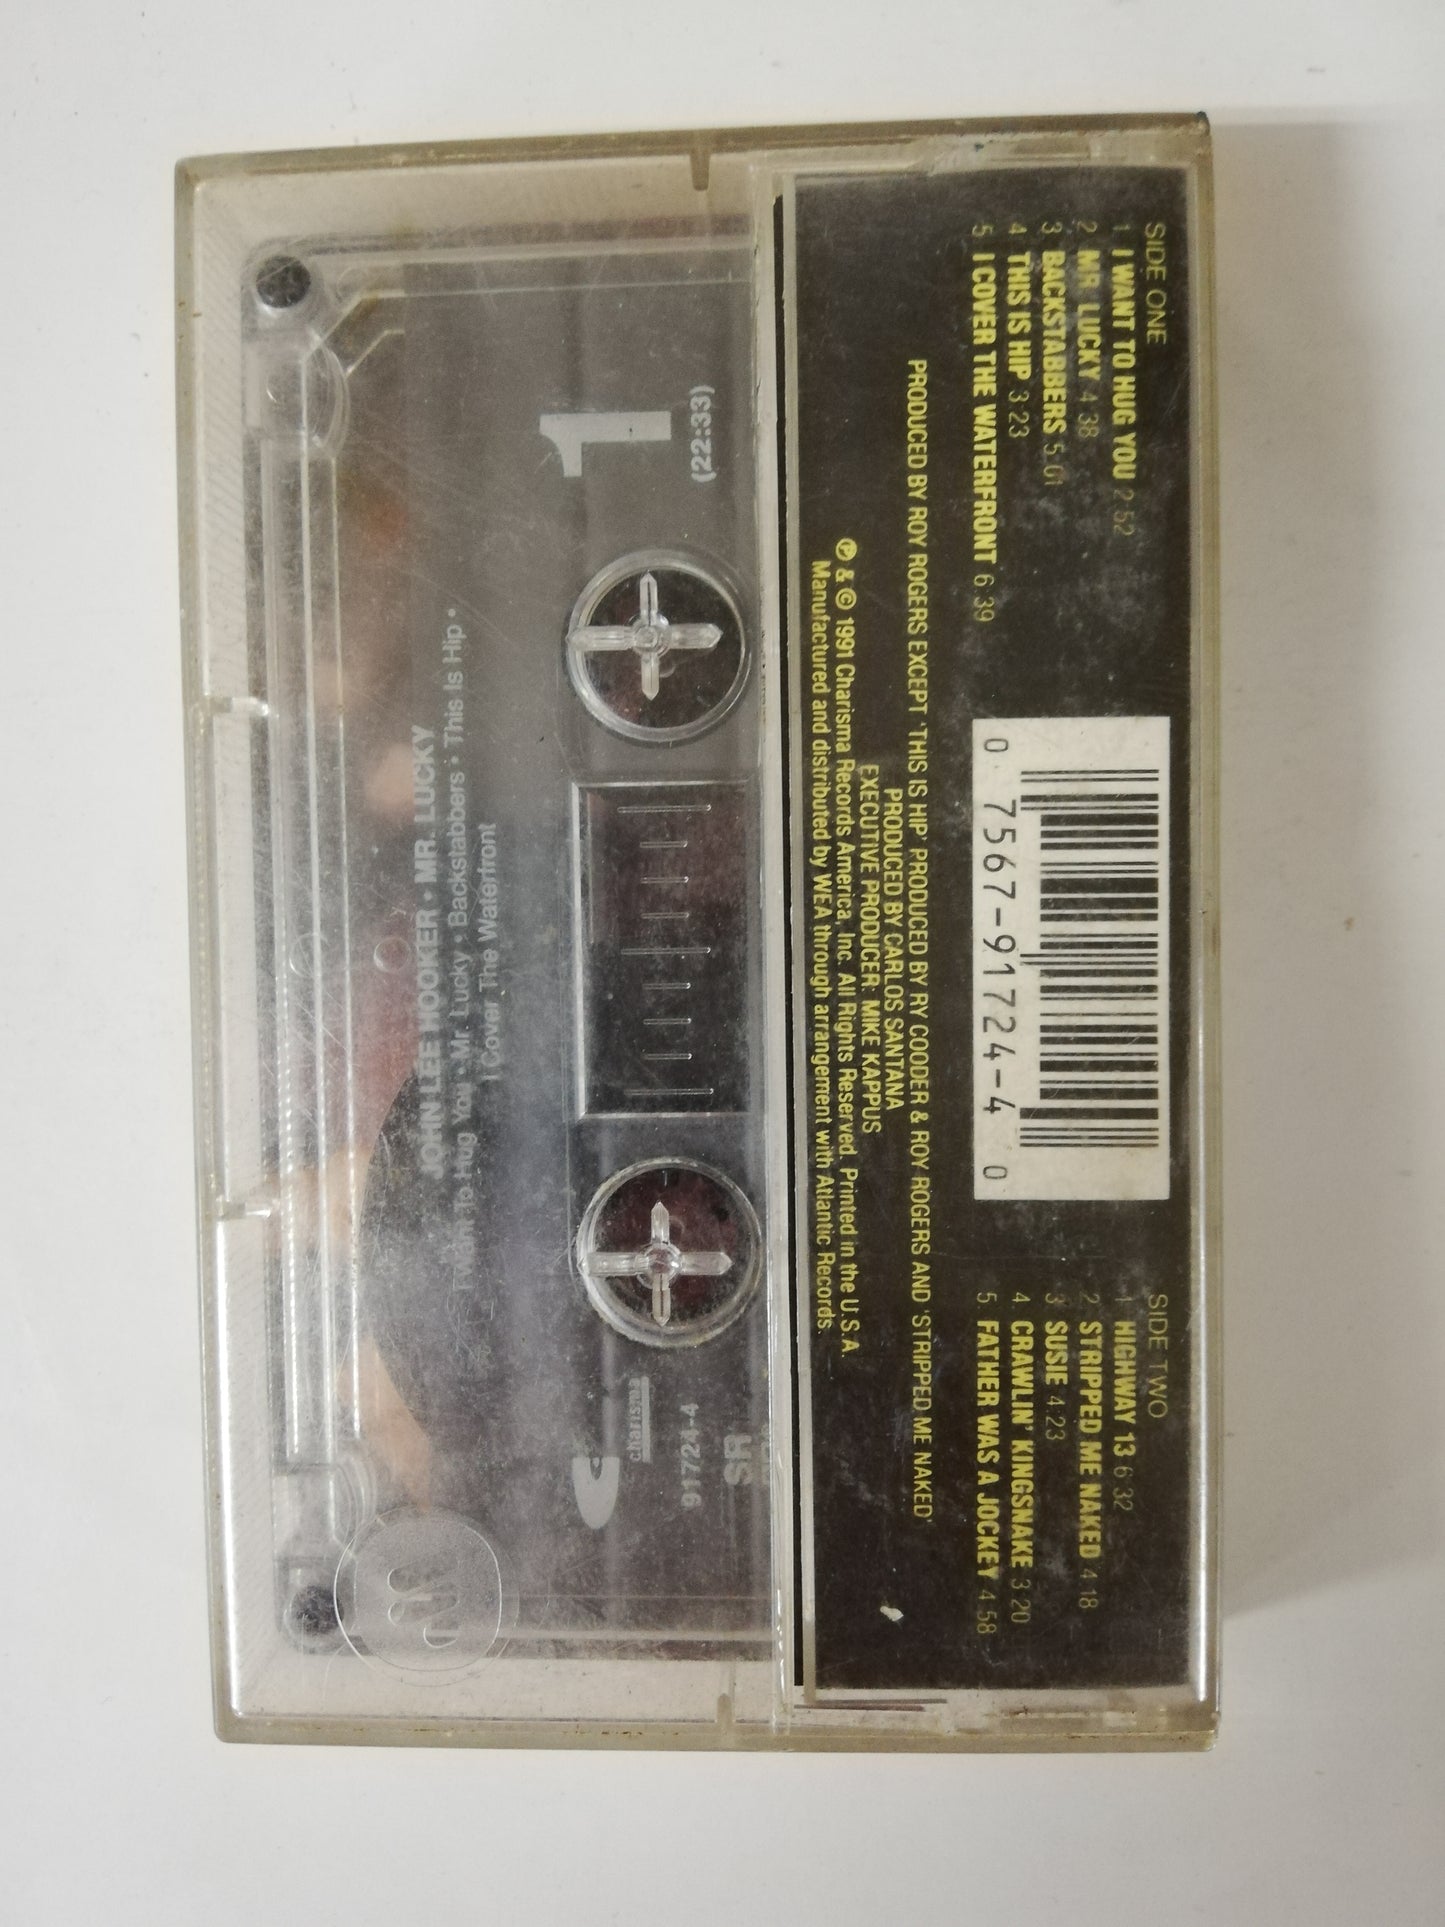 SIDE ONE
1. I WANT TO HUG YOU 2:52
2. MR. LUCKY 4:38
3. BACKSTABBERS 5:01
4. THIS IS HIP 3:23
5. I COVER THE WATERFRONT 6:39
0 7567-91724-4 0
SIDE TWO
1. HIGHWAY 13 6:32
2. STRIPPED ME NAKED 4:18
3. SUSIE 4:23
4. CRAWLIN' KINGSNAKE 3:20
5. FATHER WAS A JOCKEY 4:58
PRODUCED BY ROY ROGERS EXCEPT 'THIS IS HIP' PRODUCED BY RY COODER & ROY ROGERS AND 'STRIPPED ME NAKED'
PRODUCED BY CARLOS SANTANA
EXECUTIVE PRODUCER: MIKE KAPPUS
℗ & © 1991 Charisma Records America, Inc. All Rights Reserved. Printed in the U.S.A.
Manufactured and distributed by WEA through arrangement with Atlantic Records.
SR
91724-4
charisma
(22:33)
1
JOHN LEE HOOKER • MR. LUCKY
I Want To Hug You • Mr. Lucky • Backstabbers • This Is Hip •
I Cover The Waterfront